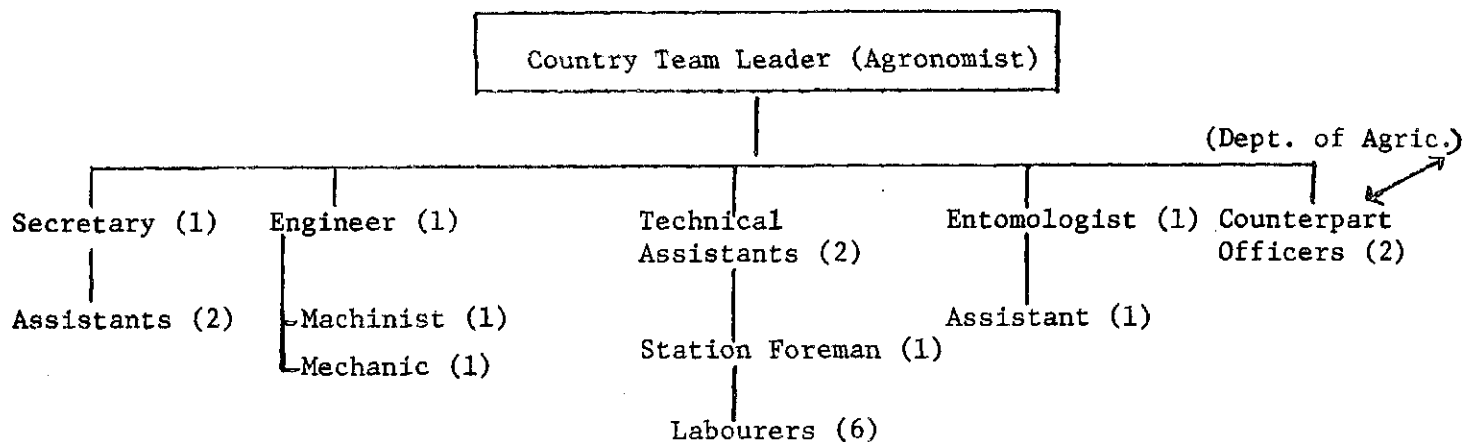 Country Team Leader (Agronomist)
(Dept. of Agric.)
Secretary (1)
Engineer (1)
Technical
Assistants (2)
Entomologist (1)
Counterpart
Officers (2)
Assistants (2)
Machinist (1)
Mechanic (1)
Station Foreman (1)
Labourers (6)
Assistant (1)